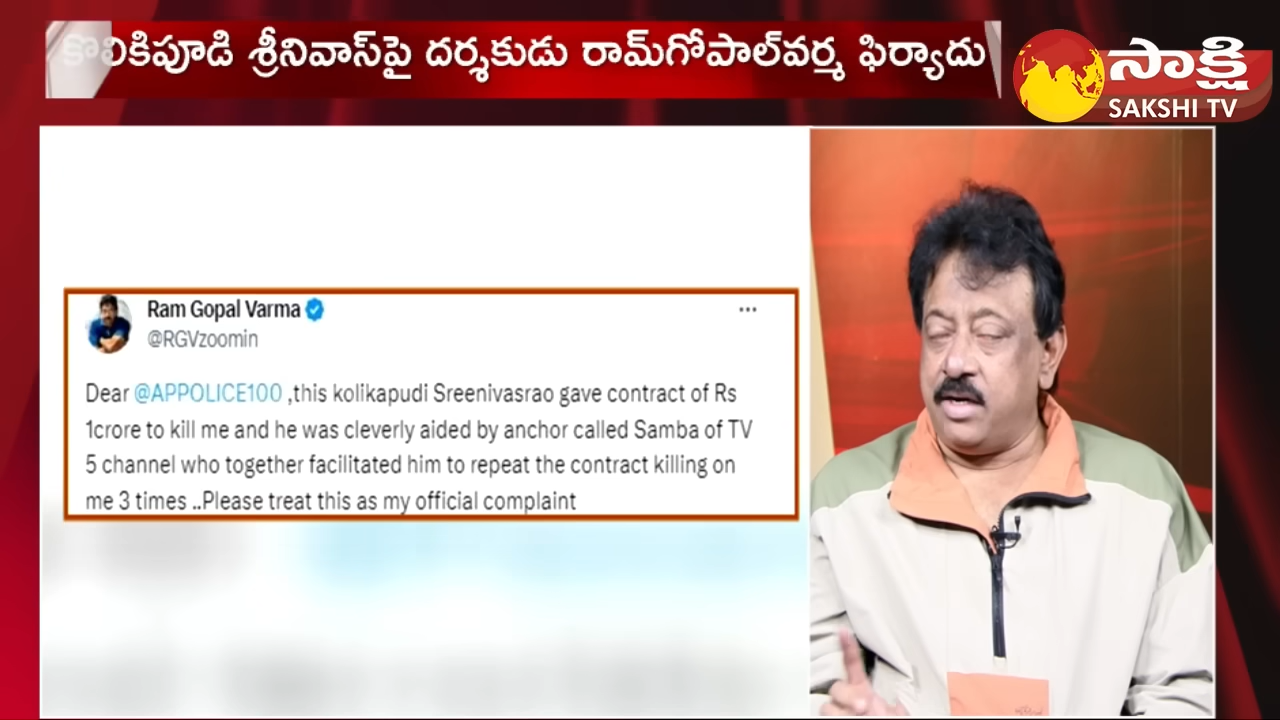 కొలికిపూడి శ్రీనివాస్‌పై దర్శకుడు రామ్‌గోపాల్‌వర్మ ఫిర్యాదు
సాక్షి
SAKSHI TV
Ram Gopal Varma
@RGVzoomin
Dear @APPOLICE100 ,this kolikapudi Sreenivasrao gave contract of Rs
1crore to kill me and he was cleverly aided by anchor called Samba of TV
5 channel who together facilitated him to repeat the contract killing on
me 3 times ..Please treat this as my official complaint